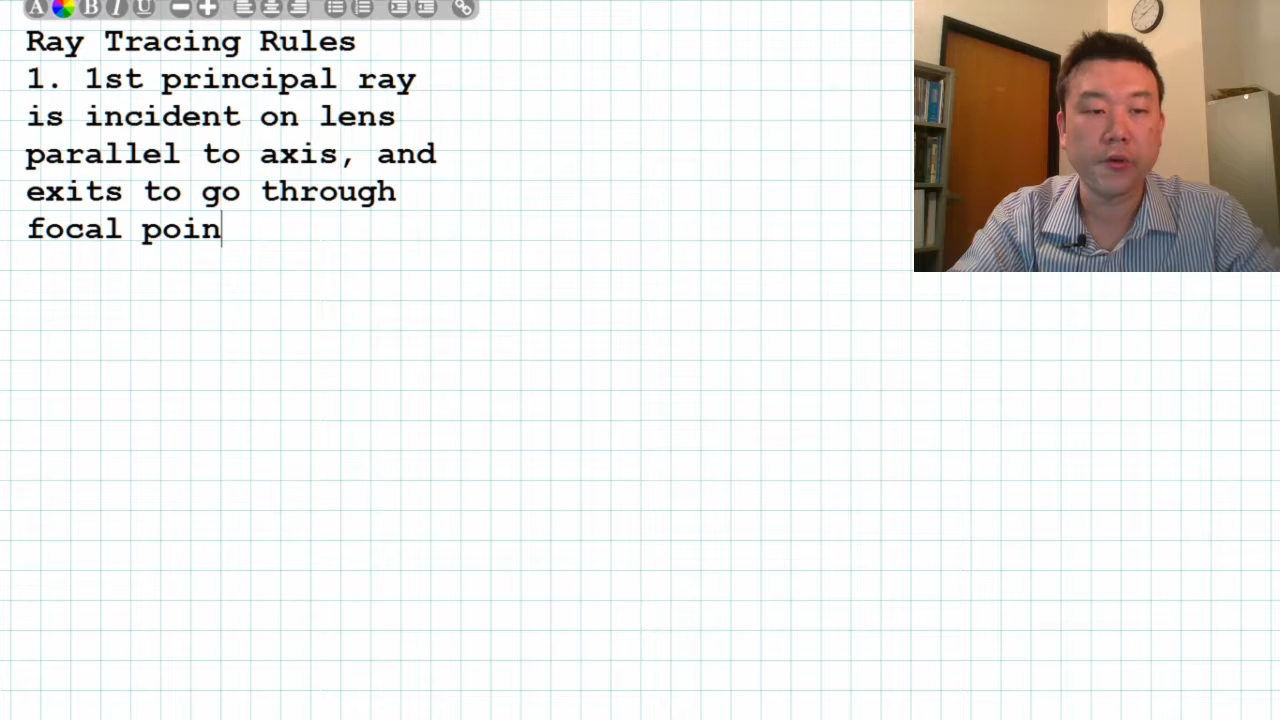 Ray Tracing Rules
1. 1st principal ray
is incident on lens
parallel to axis, and
exits to go through
focal poin